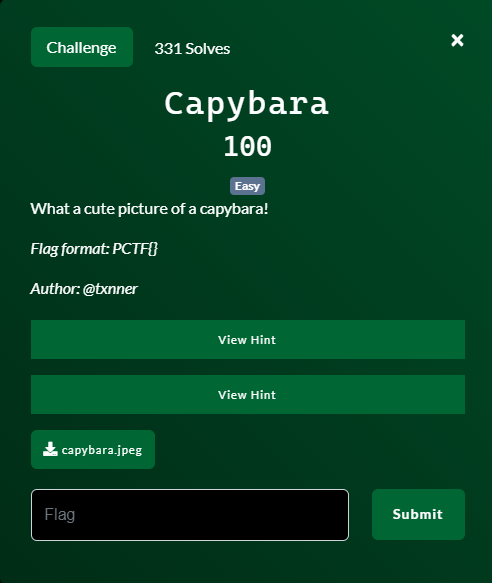 Challenge
331 Solves
×
Capybara
100
Easy
What a cute picture of a capybara!
Flag format: PCTF{}
Author: @txnner
View Hint
View Hint
capybara.jpeg
Flag
Submit